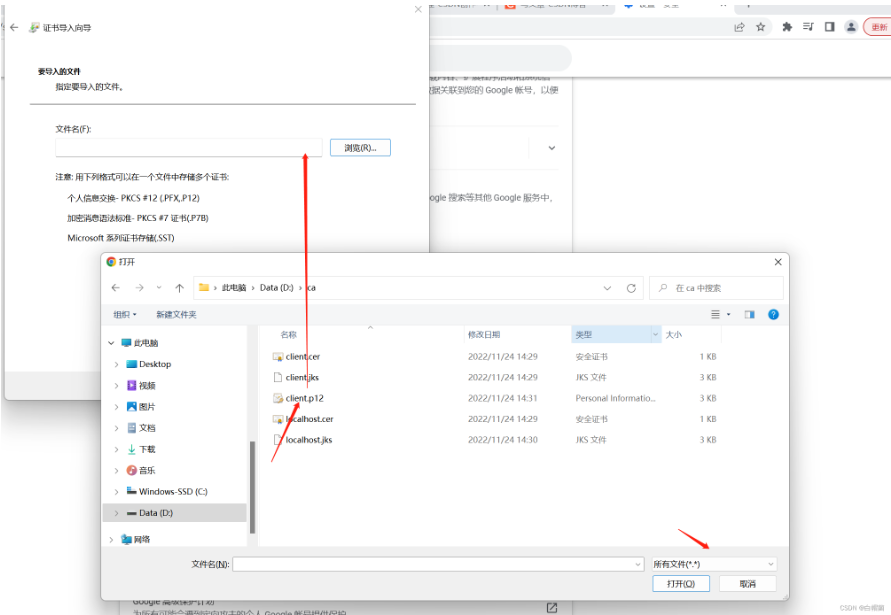 证书导入向导
更新
要导入的文件
指定要导入的文件。
数据关联到您的 Google 帐号，以便
文件名(F):
浏览(R)...
注意: 用下列格式可以在一个文件中存储多个证书:
个人信息交换- PKCS #12 (.PFX,.P12)
ogle 搜索等其他 Google 服务中，
加密消息语法标准- PKCS #7 证书(.P7B)
Microsoft 系列证书存储(.SST)
打开
此电脑 › Data (D:) › ca
在 ca 中搜索
组织 新建文件夹
名称 修改日期 类型 大小
此电脑
Desktop
视频
图片
文档
下载
音乐
Windows-SSD (C:)
Data (D:)
网络
client.cer 2022/11/24 14:29 安全证书 1 KB
client.jks 2022/11/24 14:29 JKS 文件 3 KB
client.p12 2022/11/24 14:31 Personal Informatio... 3 KB
localhost.cer 2022/11/24 14:29 安全证书 1 KB
localhost.jks 2022/11/24 14:30 JKS 文件 3 KB
文件名(N): 所有文件(*.*)
打开(O) 取消
Google 高级保护计划